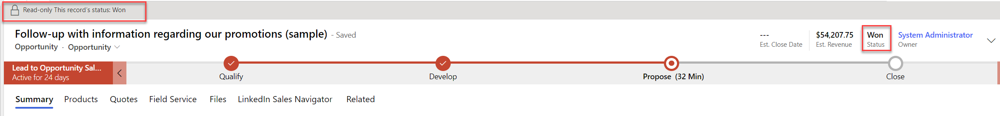 Read-only This record's status: Won
Follow-up with information regarding our promotions (sample) - Saved
Opportunity · Opportunity
---
Est. Close Date
$54,207.75
Est. Revenue
Won
Status
System Administrator
Owner
Lead to Opportunity Sal...
Active for 24 days
Qualify
Develop
Propose (32 Min)
Close
Summary Products Quotes Field Service Files LinkedIn Sales Navigator Related